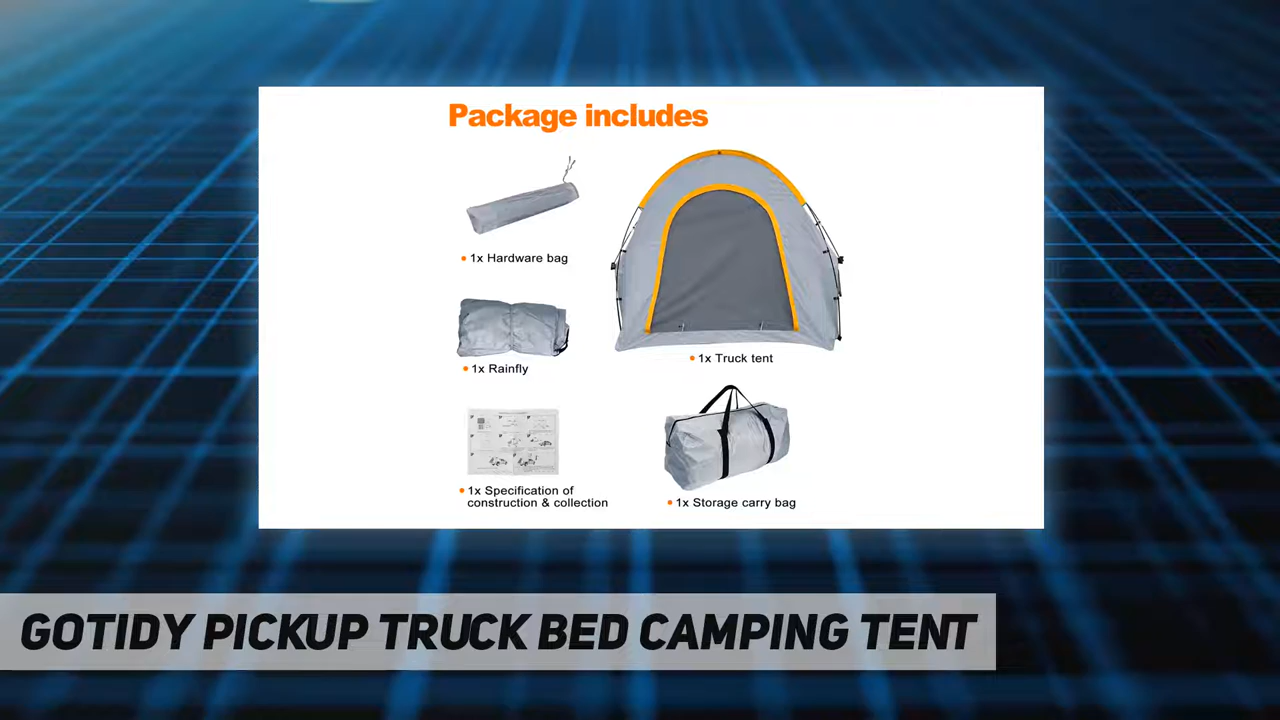 Package includes
• 1x Hardware bag
• 1x Rainfly
• 1x Truck tent
• 1x Specification of
construction & collection
• 1x Storage carry bag
GOTIDY PICKUP TRUCK BED CAMPING TENT